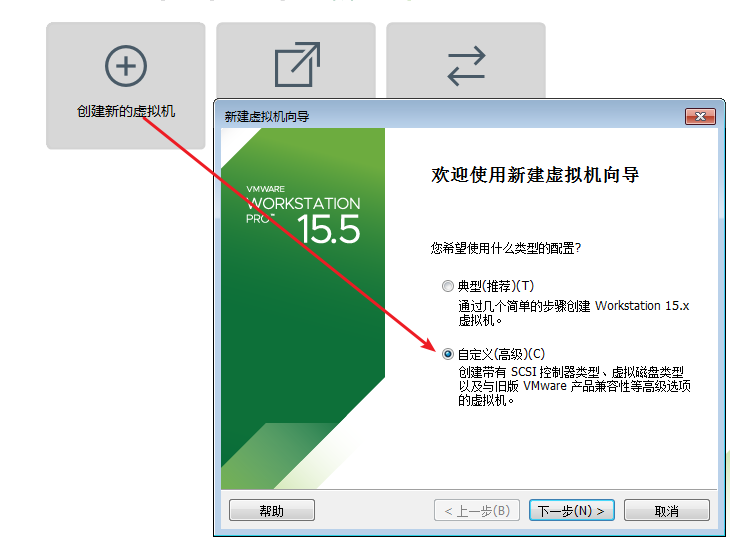 创建新的虚拟机
新建虚拟机向导
VMWARE
WORKSTATION
PRO™ 15.5
欢迎使用新建虚拟机向导
您希望使用什么类型的配置?
典型(推荐)(T)
通过几个简单的步骤创建 Workstation 15.x
虚拟机。
自定义(高级)(C)
创建带有 SCSI 控制器类型、虚拟磁盘类型
以及与旧版 VMware 产品兼容性等高级选项
的虚拟机。
帮助
< 上一步(B)
下一步(N) >
取消